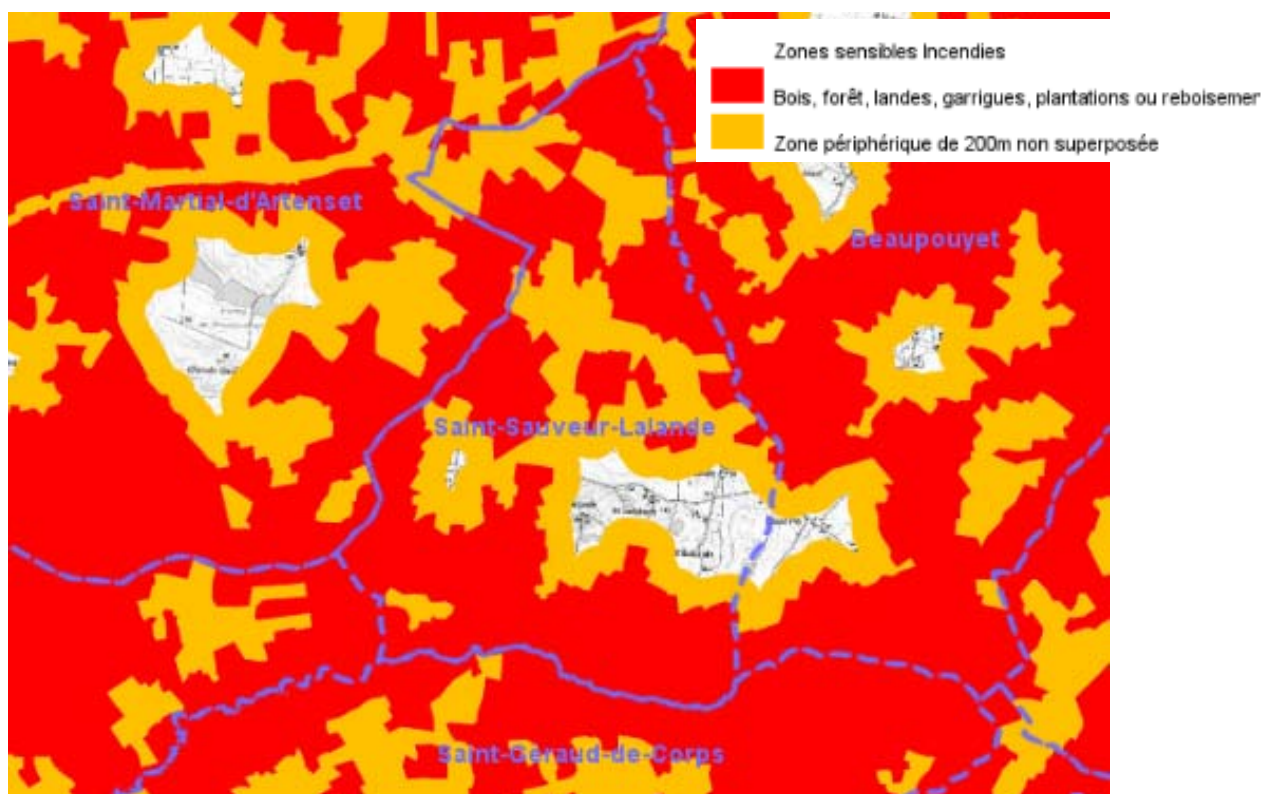 Zones sensibles Incendies
Bois, forêt, landes, garrigues, plantations ou reboisemer
Zone périphérique de 200m non superposée
Saint-Martial-d'Artenset
Beaupouyet
Saint-Sauveur-Lalande
Saint-Géraud-de-Corps